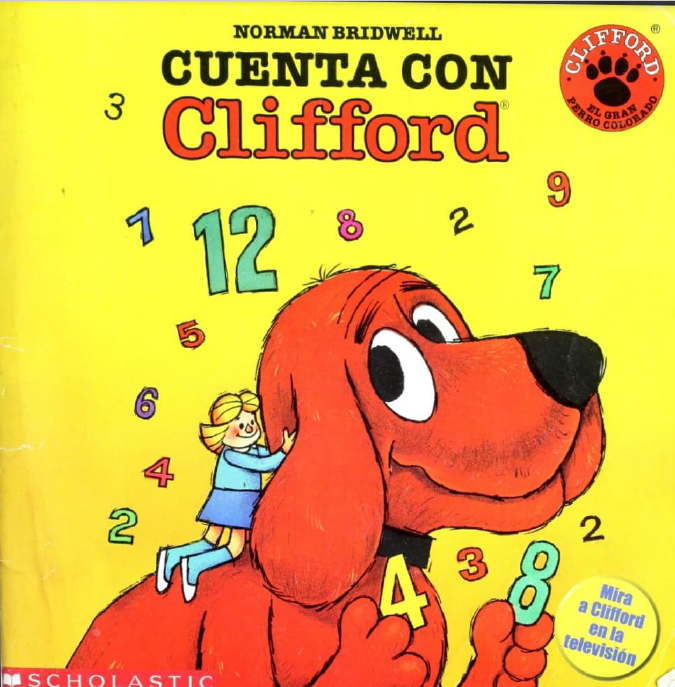 NORMAN BRIDWELL
CUENTA CON
Clifford®
CLIFFORD®
EL GRAN
PERRO COLORADO
3
9
7
12
8
2
7
5
6
4
2
2
4
3
8
Mira
a Clifford
en la
televisión
SCHOLASTIC